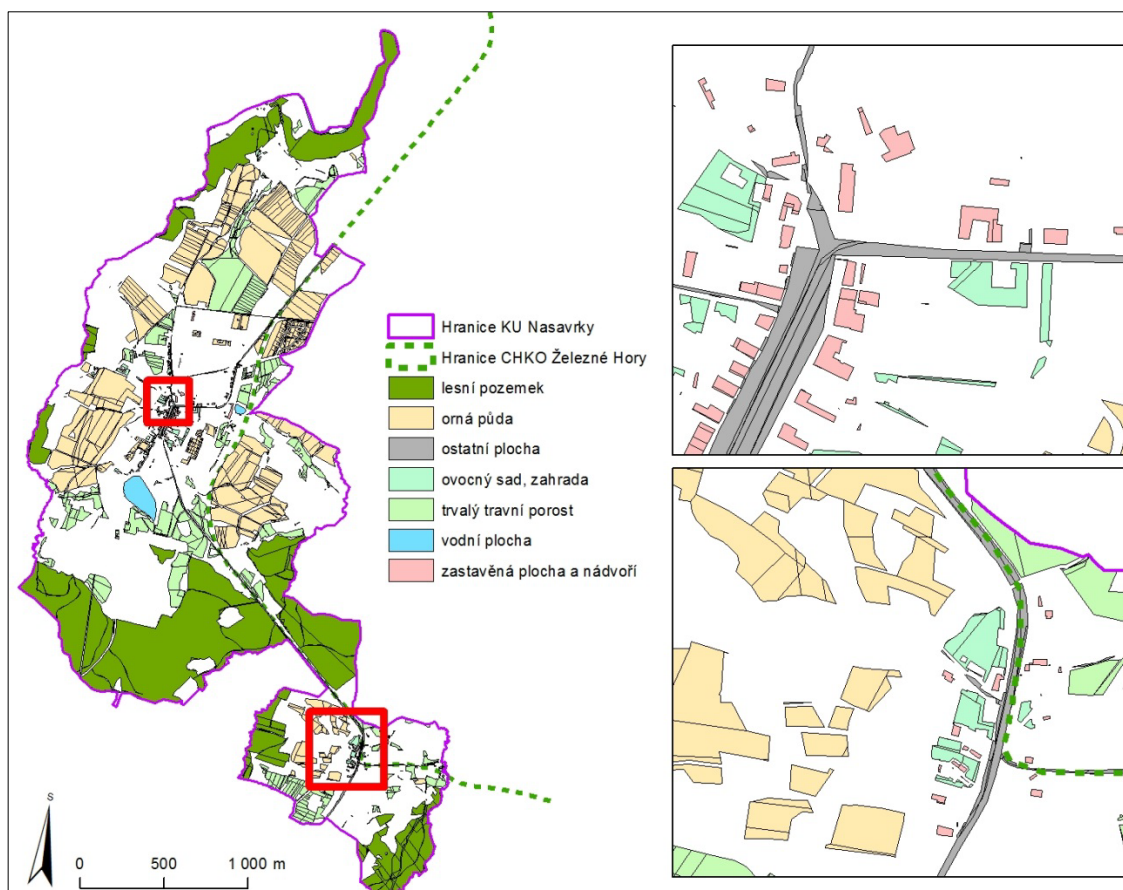 Hranice KU Nasavrky
Hranice CHKO Železné Hory
lesní pozemek
orná půda
ostatní plocha
ovocný sad, zahrada
trvalý travní porost
vodní plocha
zastavěná plocha a nádvoří
S
0 500 1 000 m